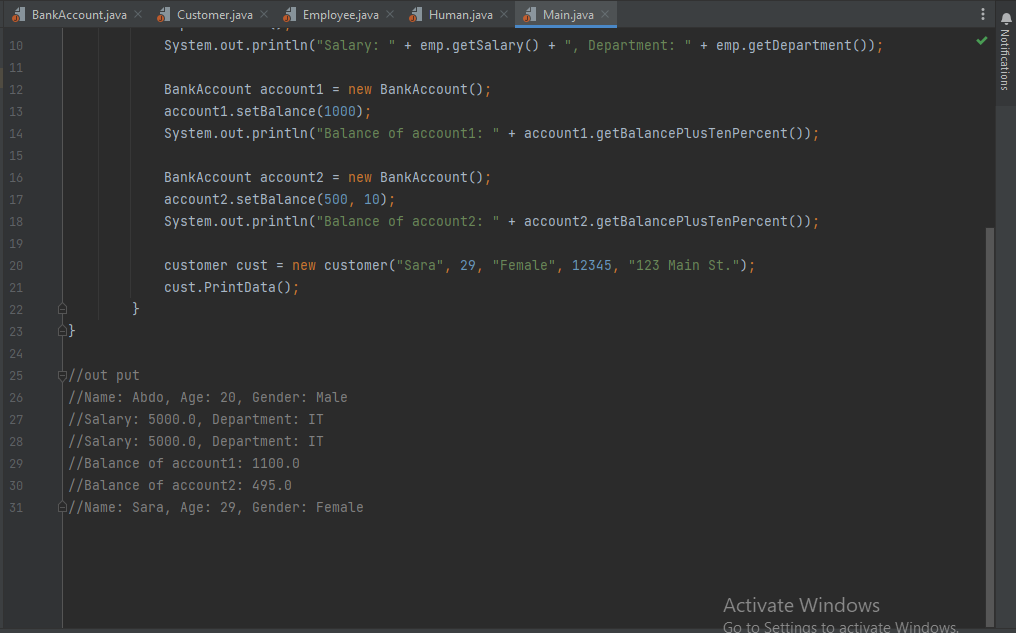 BankAccount.java Customer.java Employee.java Human.java Main.java
Notifications
10 System.out.println("Salary: " + emp.getSalary() + ", Department: " + emp.getDepartment());
11
12 BankAccount account1 = new BankAccount();
13 account1.setBalance(1000);
14 System.out.println("Balance of account1: " + account1.getBalancePlusTenPercent());
15
16 BankAccount account2 = new BankAccount();
17 account2.setBalance(500, 10);
18 System.out.println("Balance of account2: " + account2.getBalancePlusTenPercent());
19
20 customer cust = new customer("Sara", 29, "Female", 12345, "123 Main St.");
21 cust.PrintData();
22 }
23 }
24
25 //out put
26 //Name: Abdo, Age: 20, Gender: Male
27 //Salary: 5000.0, Department: IT
28 //Salary: 5000.0, Department: IT
29 //Balance of account1: 1100.0
30 //Balance of account2: 495.0
31 //Name: Sara, Age: 29, Gender: Female
Activate Windows
Go to Settings to activate Windows.